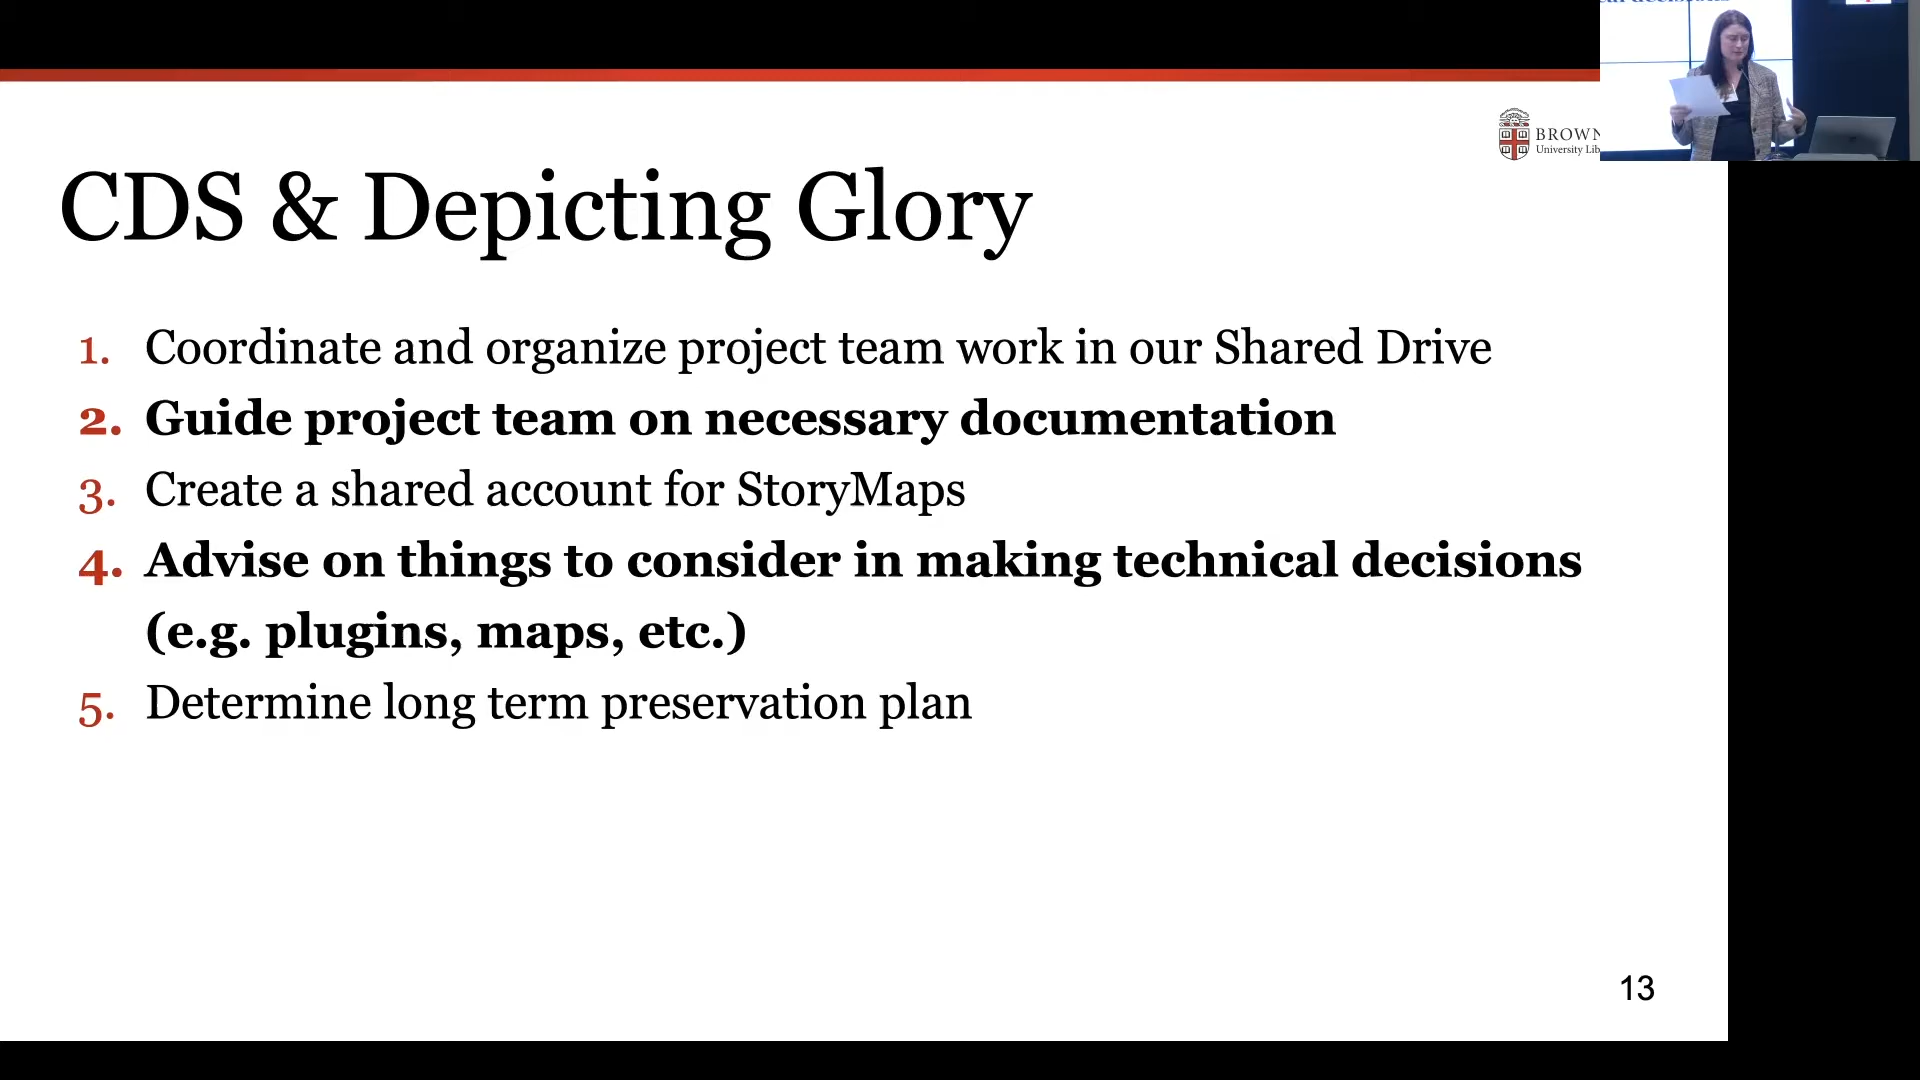 BROWN
University Lib
CDS & Depicting Glory
1. Coordinate and organize project team work in our Shared Drive
2. Guide project team on necessary documentation
3. Create a shared account for StoryMaps
4. Advise on things to consider in making technical decisions
(e.g. plugins, maps, etc.)
5. Determine long term preservation plan
13